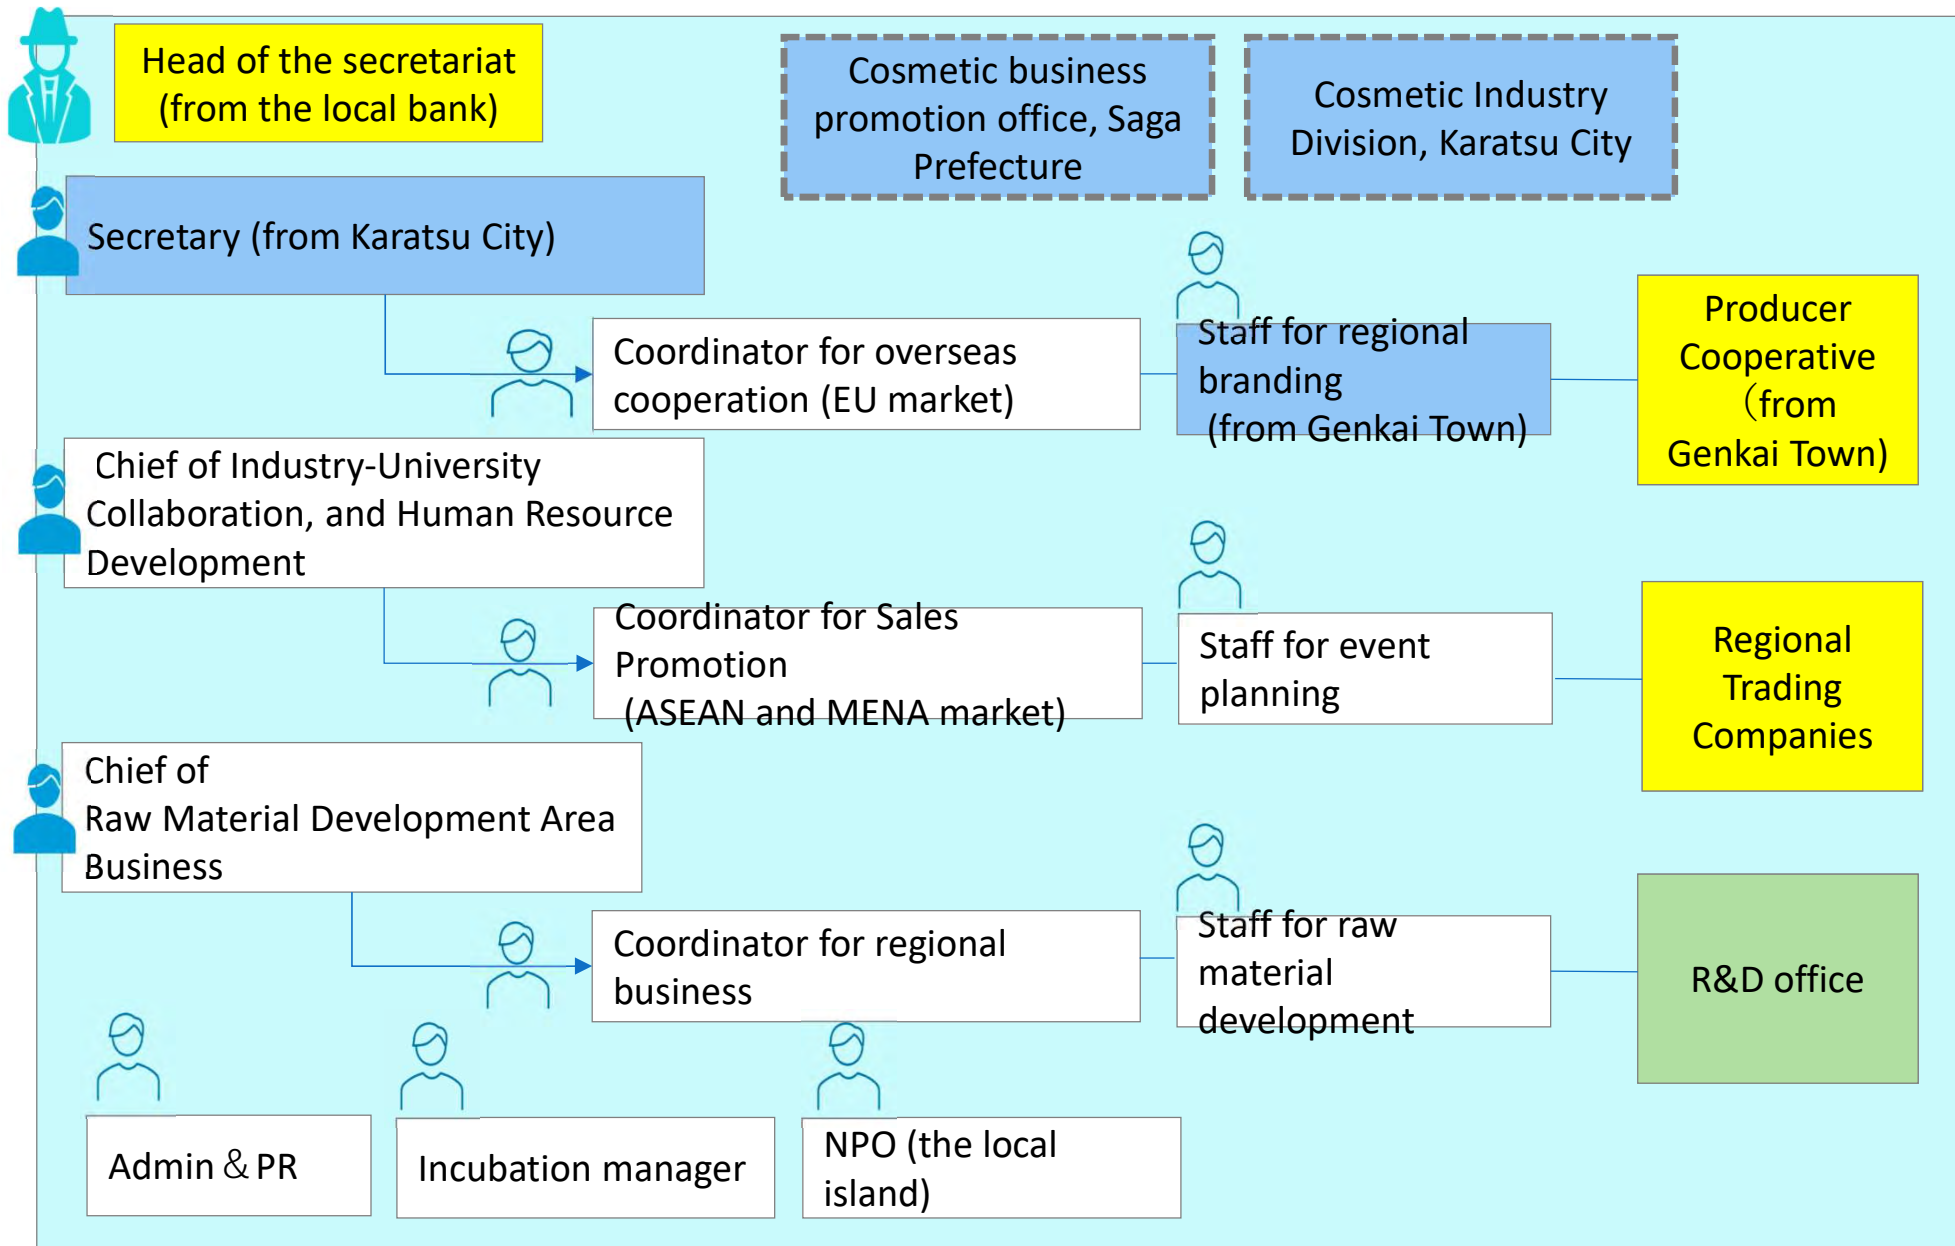 Head of the secretariat
(from the local bank)
Cosmetic business
promotion office, Saga
Prefecture
Cosmetic Industry
Division, Karatsu City
Secretary (from Karatsu City)
Coordinator for overseas
cooperation (EU market)
Staff for regional
branding
(from Genkai Town)
Producer
Cooperative
（from
Genkai Town)
Chief of Industry-University
Collaboration, and Human Resource
Development
Coordinator for Sales
Promotion
(ASEAN and MENA market)
Staff for event
planning
Regional
Trading
Companies
Chief of
Raw Material Development Area
Business
Coordinator for regional
business
Staff for raw
material
development
R&D office
Admin＆PR
Incubation manager
NPO (the local
island)